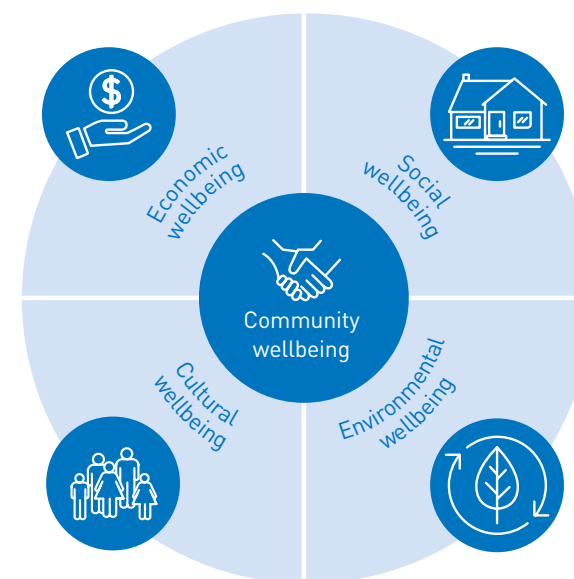 $
Economic
wellbeing
Social
wellbeing
Community
wellbeing
Cultural
wellbeing
Environmental
wellbeing